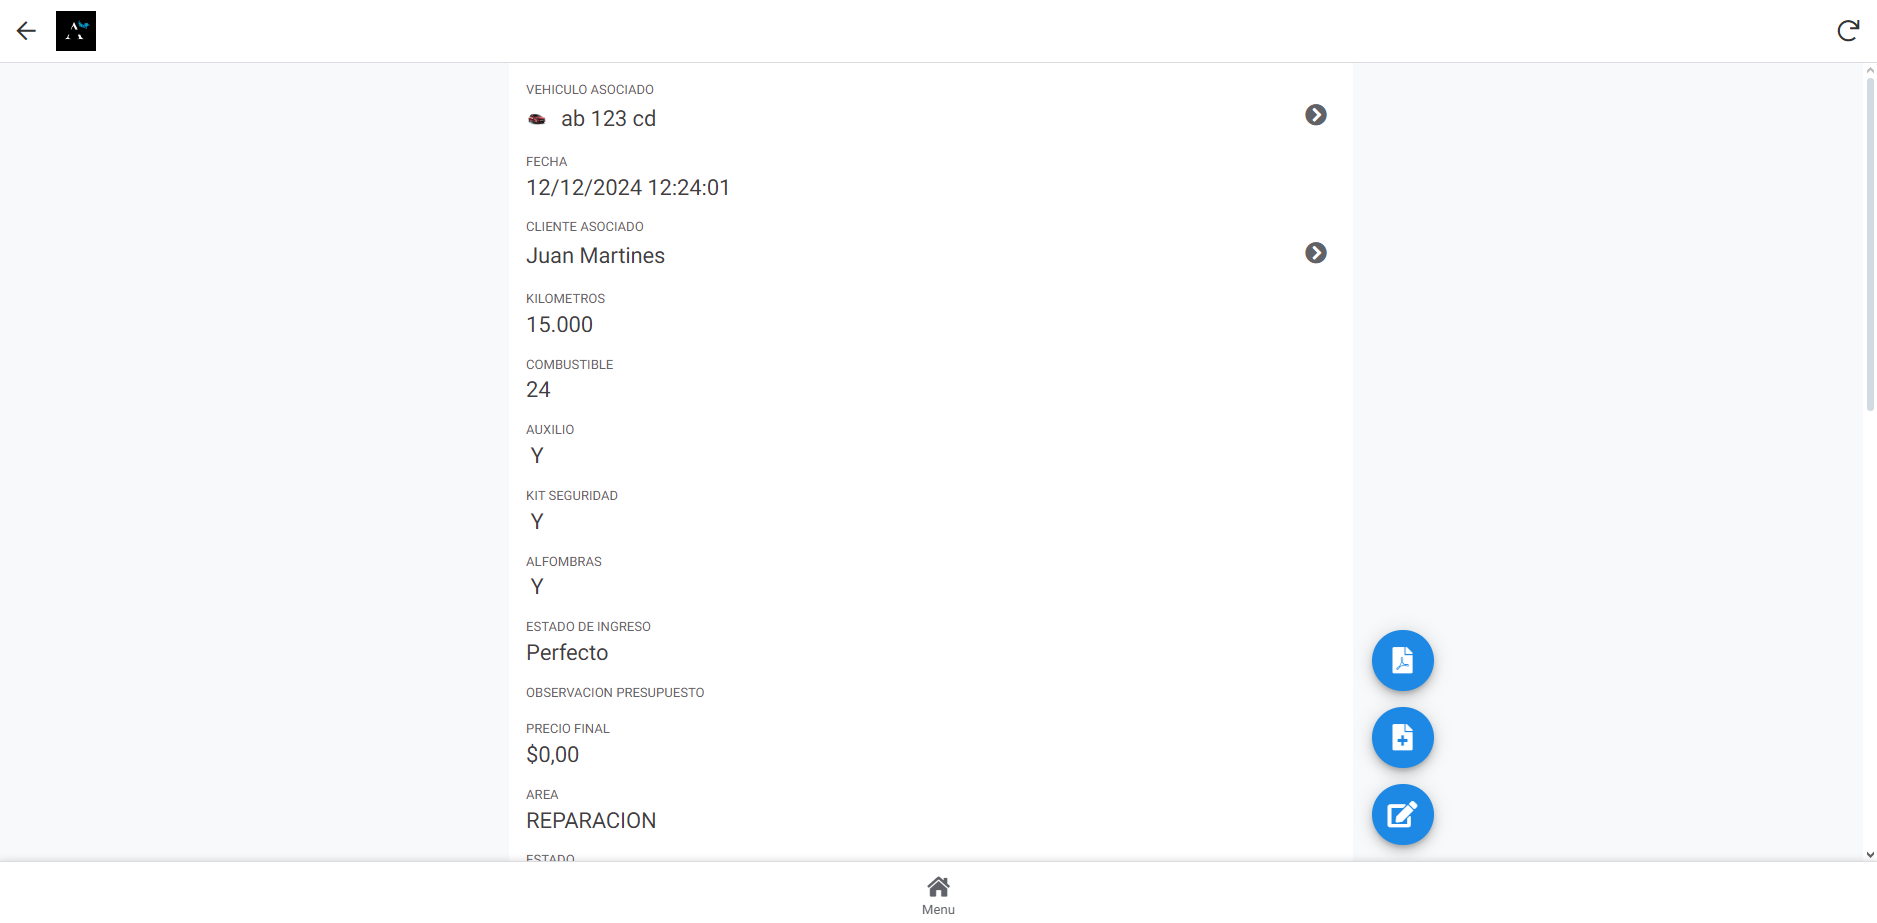 A
VEHICULO ASOCIADO
ab 123 cd
FECHA
12/12/2024 12:24:01
CLIENTE ASOCIADO
Juan Martines
KILOMETROS
15.000
COMBUSTIBLE
24
AUXILIO
Y
KIT SEGURIDAD
Y
ALFOMBRAS
Y
ESTADO DE INGRESO
Perfecto
OBSERVACION PRESUPUESTO
PRECIO FINAL
$0,00
AREA
REPARACION
ESTADO
Menu